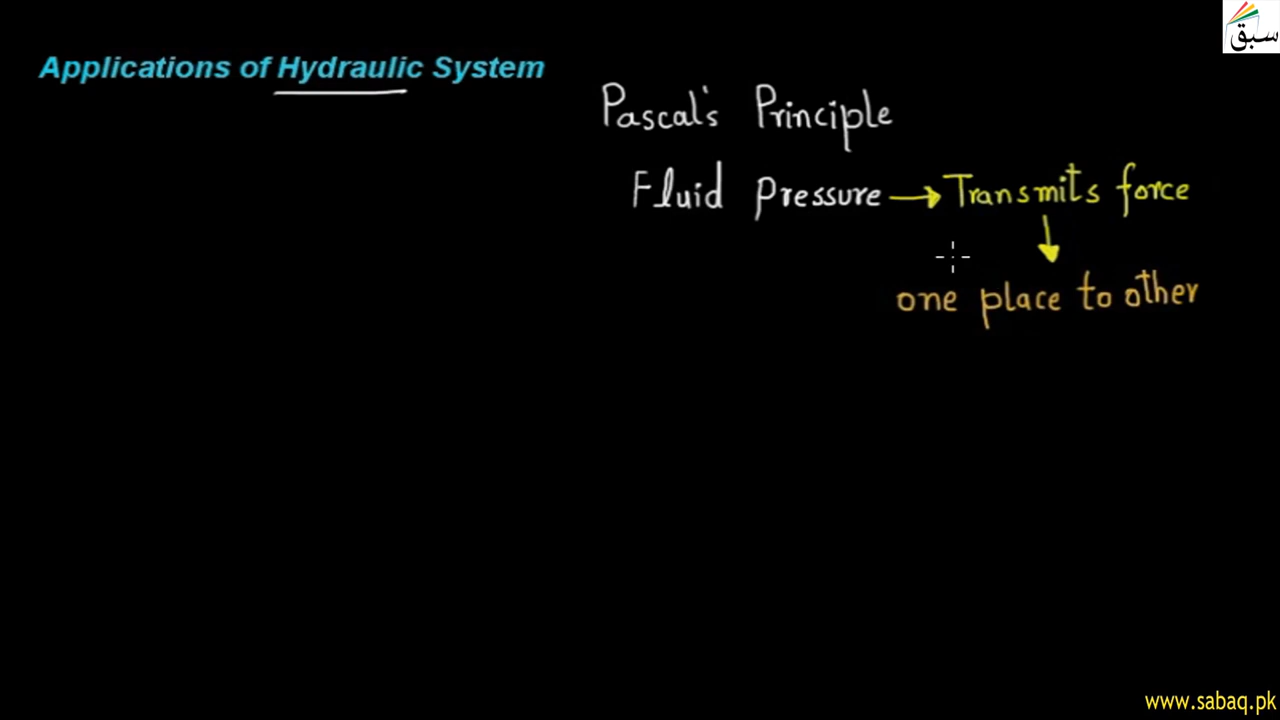 سبق
Applications of Hydraulic System
Pascal's Principle
Fluid pressure → Transmits force
one place to other
www.sabaq.pk